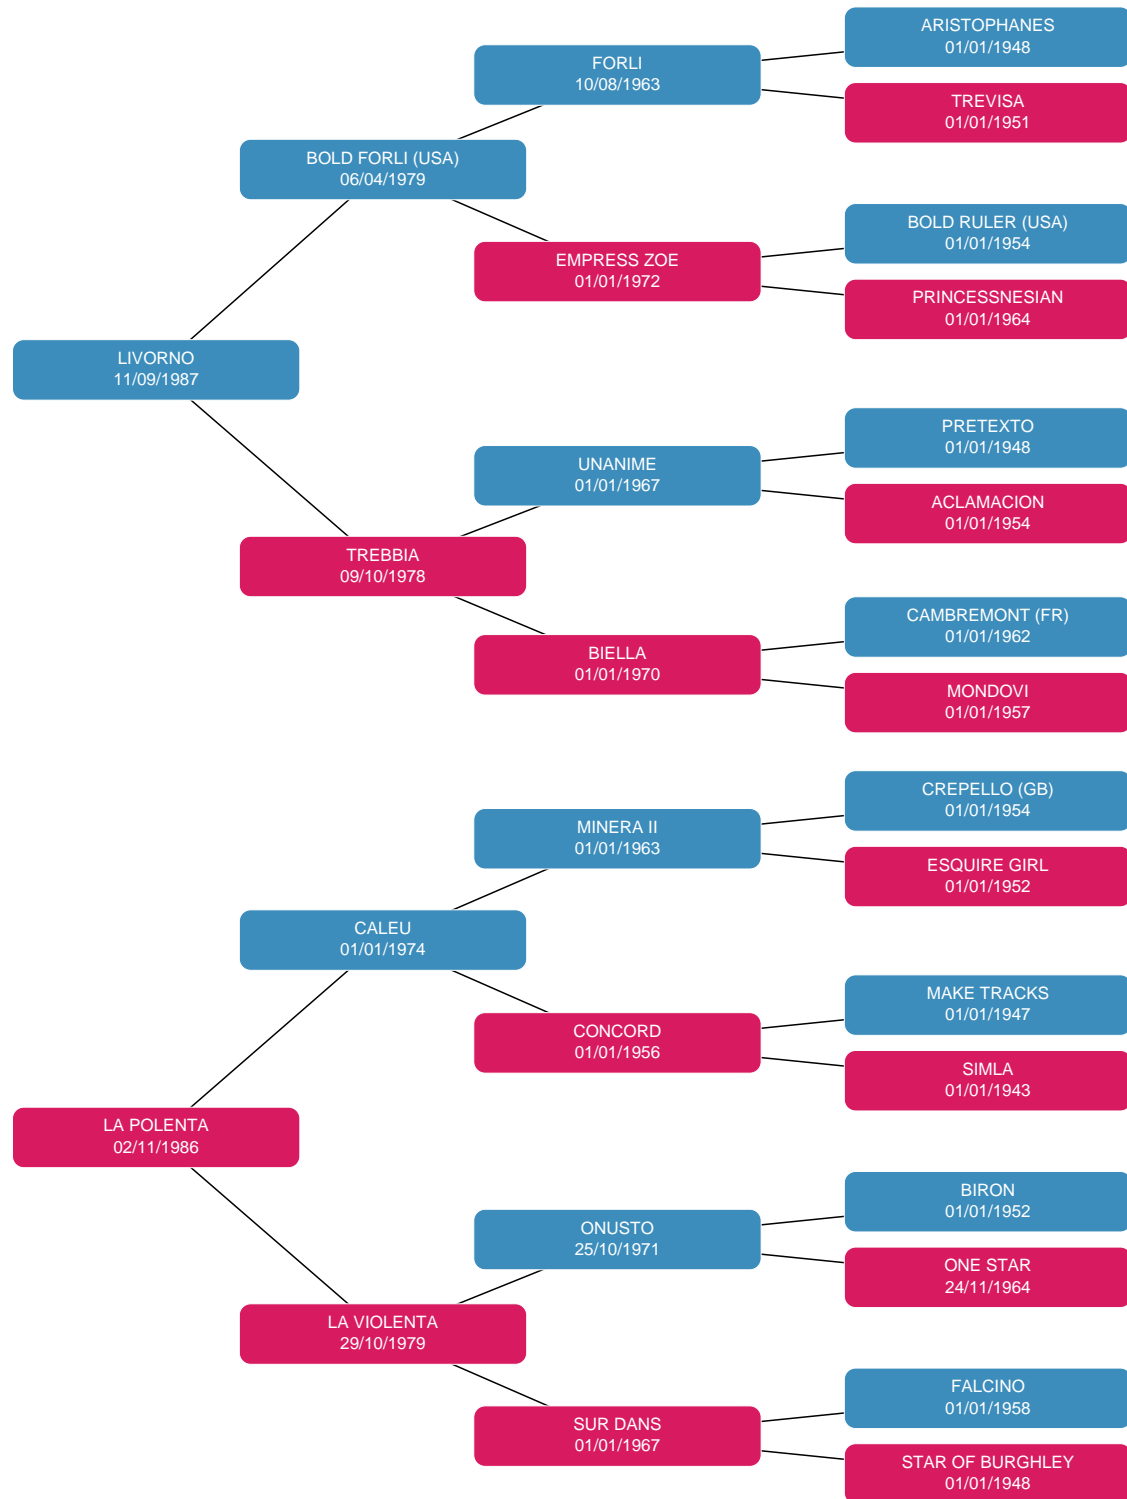 ARISTOPHANES
01/01/1948
FORLI
10/08/1963
TREVISA
01/01/1951
BOLD FORLI (USA)
06/04/1979
BOLD RULER (USA)
01/01/1954
EMPRESS ZOE
01/01/1972
PRINCESSNESIAN
01/01/1964
LIVORNO
11/09/1987
PRETEXTO
01/01/1948
UNANIME
01/01/1967
ACLAMACION
01/01/1954
TREBBIA
09/10/1978
CAMBREMONT (FR)
01/01/1962
BIELLA
01/01/1970
MONDOVI
01/01/1957
CREPELLO (GB)
01/01/1954
MINERA II
01/01/1963
ESQUIRE GIRL
01/01/1952
CALEU
01/01/1974
MAKE TRACKS
01/01/1947
CONCORD
01/01/1956
SIMLA
01/01/1943
LA POLENTA
02/11/1986
BIRON
01/01/1952
ONUSTO
25/10/1971
ONE STAR
24/11/1964
LA VIOLENTA
29/10/1979
FALCINO
01/01/1958
SUR DANS
01/01/1967
STAR OF BURGHLEY
01/01/1948